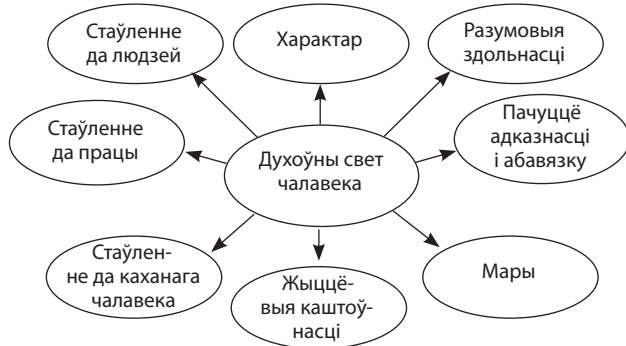 Стаўленне
да людзей
Характар
Разумовыя
здольнасці
Стаўленне
да працы
Духоўны свет
чалавека
Пачуццё
адказнасці
і абавязку
Стаўлен-
не да каханага
чалавека
Жыццё-
выя каштоў-
насці
Мары